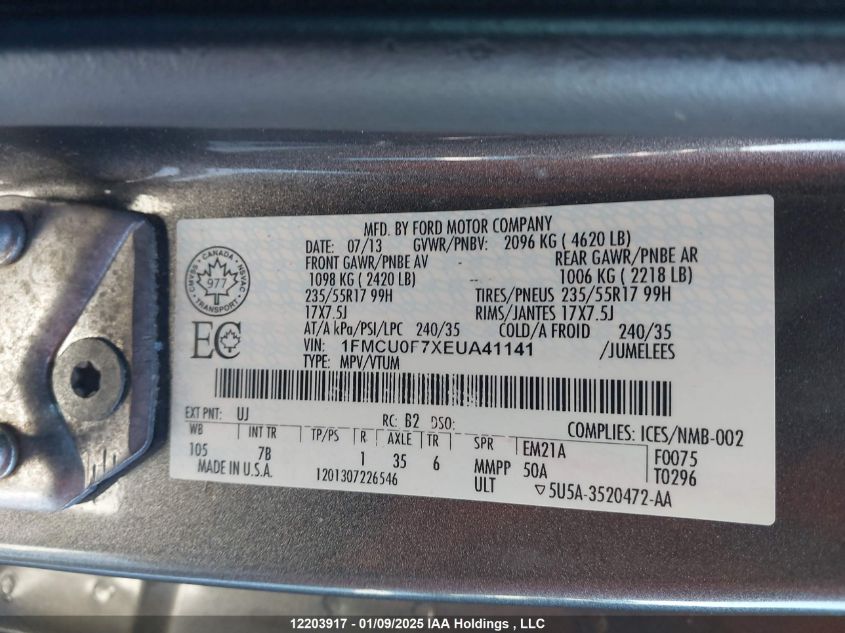 MFD. BY FORD MOTOR COMPANY
DATE: 07/13 GVWR/PNBV: 2096 KG ( 4620 LB)
FRONT GAWR/PNBE AV - REAR GAWR/PNBE AR
1098 KG ( 2420 LB) -- 1006 KG ( 2218 LB)
235/55R17 99H TIRES/PNEUS 235/55R17 99H
17X7.5J RIMS/JANTES 17X7.5J
AT/A kPa/PSI/LPC 240/35 COLD/A FROID 240/35
VIN: 1FMCU0F7XEUA41141 /JUMELEES
TYPE: MPV/VTUM
CANADA
CMVSS NSVAC
977
TRANSPORT
EC
EXT PNT: UJ RC: B2 DSO: COMPLIES: ICES/NMB-002
WB INT TR TP/PS R AXLE TR SPR EM21A F0075
105 7B 1 35 6 MMPP 50A T0296
MADE IN U.S.A. 1201307226546 ULT ▽5U5A-3520472-AA
12203917 - 01/09/2025 IAA Holdings , LLC